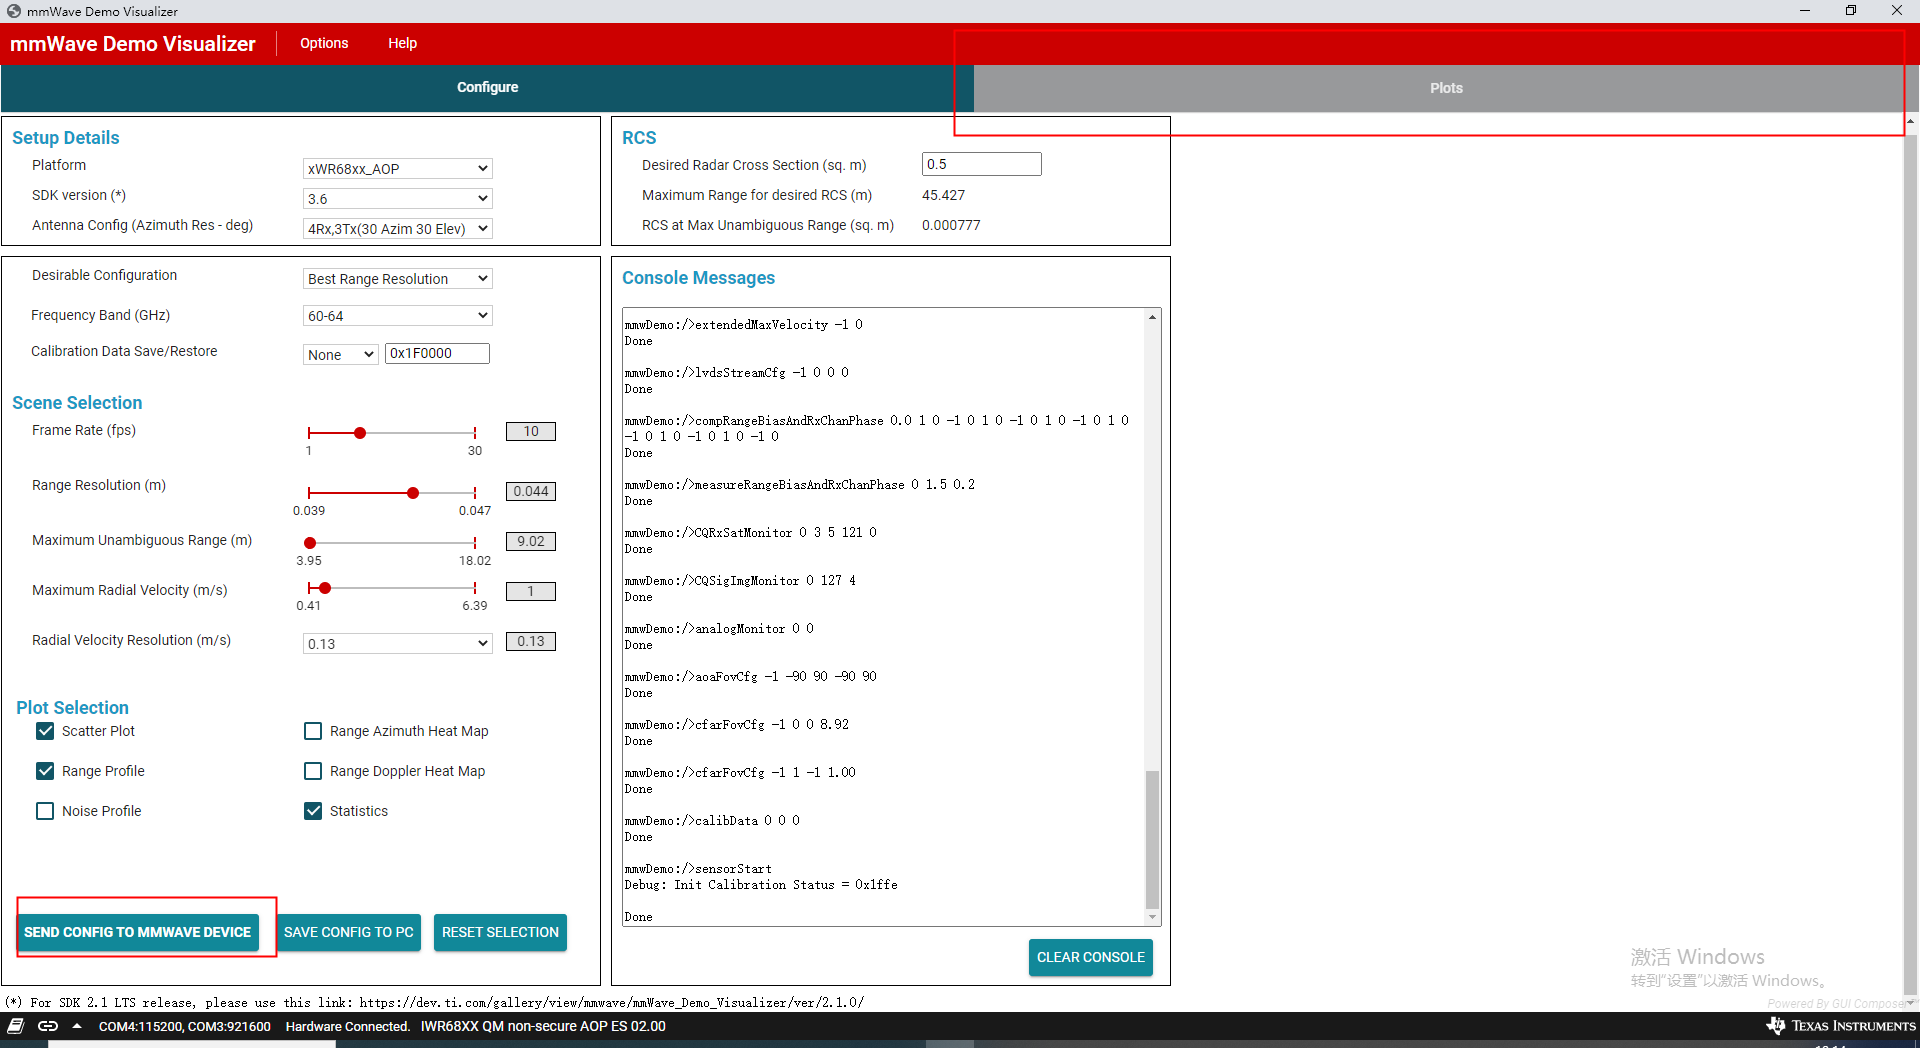 mmWave Demo Visualizer
mmWave Demo Visualizer
Options
Help
Configure
Plots
Setup Details
Platform
xWR68xx_AOP
SDK version (*)
3.6
Antenna Config (Azimuth Res - deg)
4Rx,3Tx(30 Azim 30 Elev)
RCS
Desired Radar Cross Section (sq. m)
0.5
Maximum Range for desired RCS (m)
45.427
RCS at Max Unambiguous Range (sq. m)
0.000777
Desirable Configuration
Best Range Resolution
Frequency Band (GHz)
60-64
Calibration Data Save/Restore
None
0x1F0000
Scene Selection
Frame Rate (fps)
1
30
10
Range Resolution (m)
0.039
0.047
0.044
Maximum Unambiguous Range (m)
3.95
18.02
9.02
Maximum Radial Velocity (m/s)
0.41
6.39
1
Radial Velocity Resolution (m/s)
0.13
0.13
Plot Selection
Scatter Plot
Range Azimuth Heat Map
Range Profile
Range Doppler Heat Map
Noise Profile
Statistics
SEND CONFIG TO MMWAVE DEVICE
SAVE CONFIG TO PC
RESET SELECTION
Console Messages
mmwDemo:/>extendedMaxVelocity -1 0
Done
mmwDemo:/>lvdsStreamCfg -1 0 0 0
Done
mmwDemo:/>compRangeBiasAndRxChanPhase 0.0 1 0 -1 0 1 0 -1 0 1 0 -1 0 1 0
-1 0 1 0 -1 0 1 0 -1 0
Done
mmwDemo:/>measureRangeBiasAndRxChanPhase 0 1.5 0.2
Done
mmwDemo:/>CQRxSatMonitor 0 3 5 121 0
Done
mmwDemo:/>CQSigImgMonitor 0 127 4
Done
mmwDemo:/>analogMonitor 0 0
Done
mmwDemo:/>aoaFovCfg -1 -90 90 -90 90
Done
mmwDemo:/>cfarFovCfg -1 0 0 8.92
Done
mmwDemo:/>cfarFovCfg -1 1 -1 1.00
Done
mmwDemo:/>calibData 0 0 0
Done
mmwDemo:/>sensorStart
Debug: Init Calibration Status = 0x1ffe
Done
CLEAR CONSOLE
激活 Windows
转到“设置”以激活 Windows。
(*) For SDK 2.1 LTS release, please use this link: https://dev.ti.com/gallery/view/mmwave/mmWave_Demo_Visualizer/ver/2.1.0/
Powered By GUI Composer™
COM4:115200, COM3:921600
Hardware Connected.
IWR68XX QM non-secure AOP ES 02.00
TEXAS INSTRUMENTS